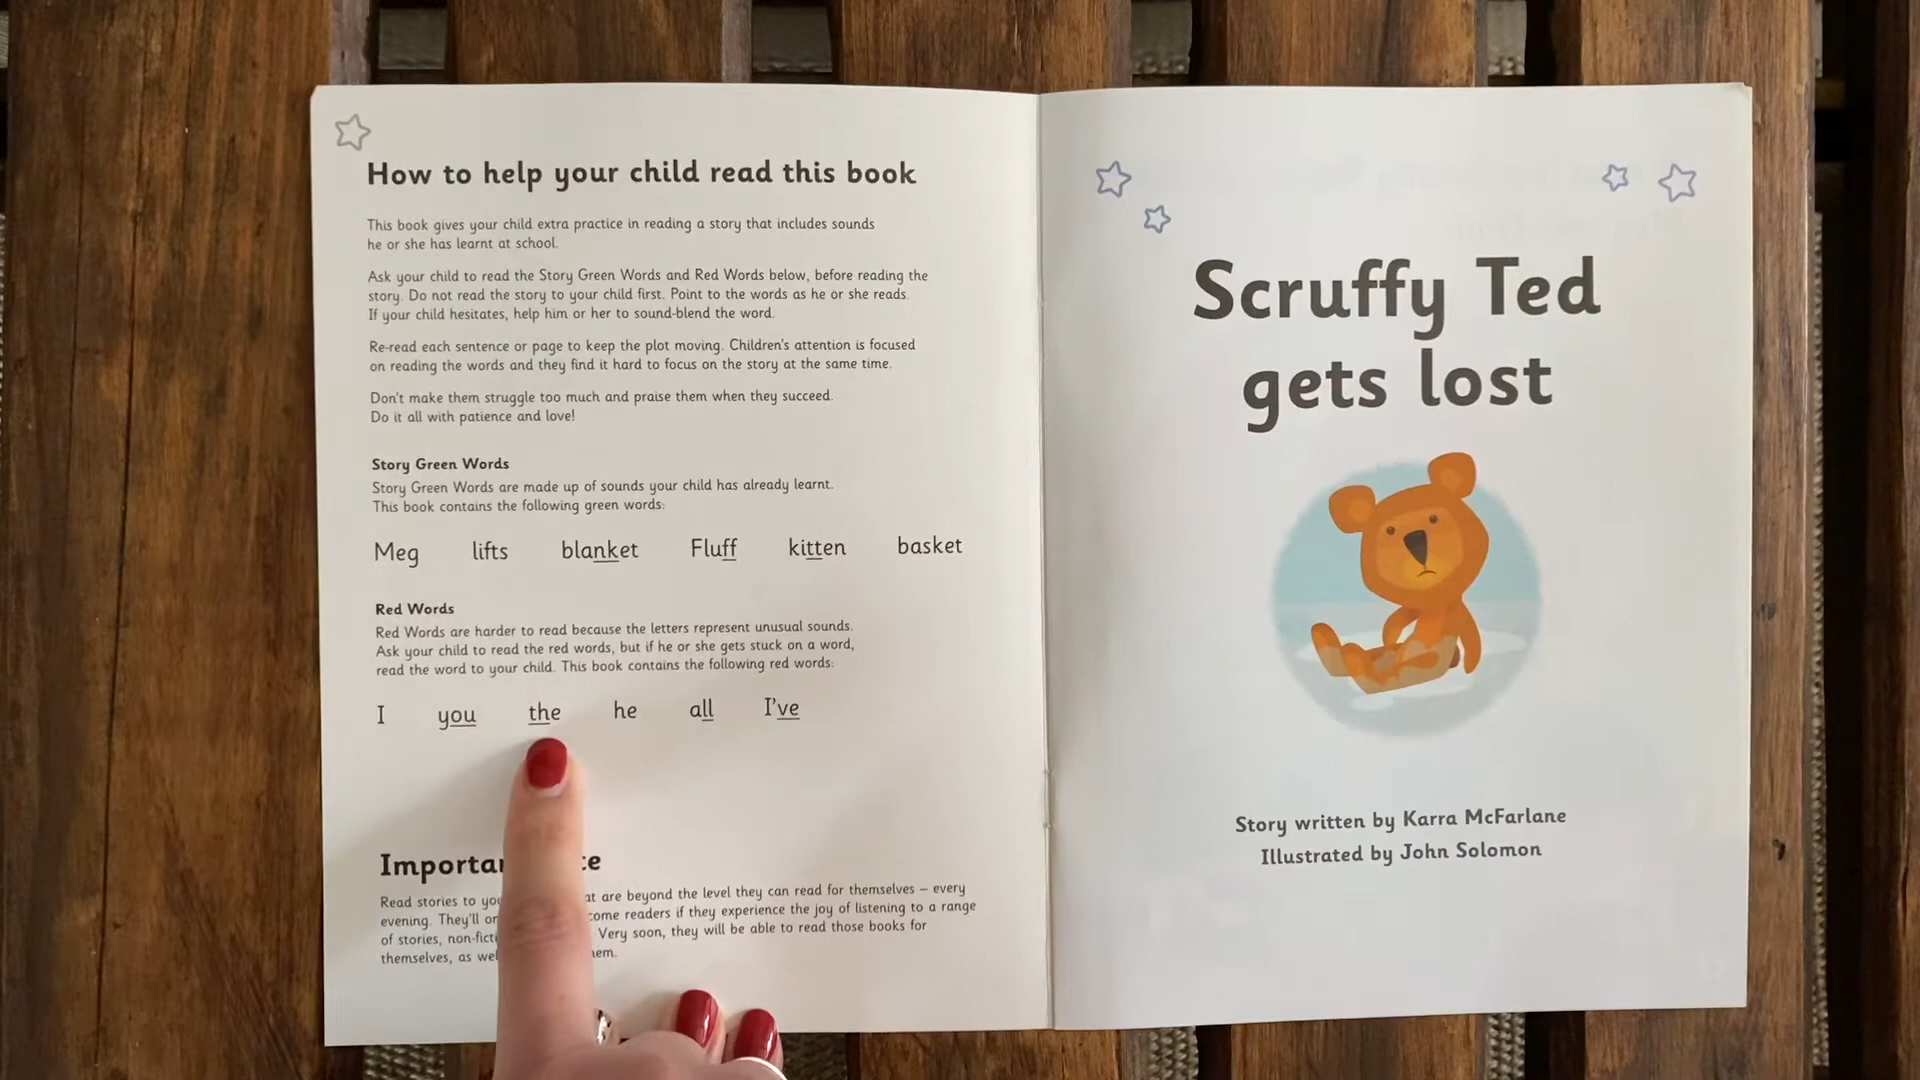 How to help your child read this book
This book gives your child extra practice in reading a story that includes sounds
he or she has learnt at school.
Ask your child to read the Story Green Words and Red Words below, before reading the
story. Do not read the story to your child first. Point to the words as he or she reads.
If your child hesitates, help him or her to sound-blend the word.
Re-read each sentence or page to keep the plot moving. Children's attention is focused
on reading the words and they find it hard to focus on the story at the same time.
Don't make them struggle too much and praise them when they succeed.
Do it all with patience and love!
Story Green Words
Story Green Words are made up of sounds your child has already learnt.
This book contains the following green words:
Meg lifts blanket Fluff kitten basket
Red Words
Red Words are harder to read because the letters represent unusual sounds.
Ask your child to read the red words, but if he or she gets stuck on a word,
read the word to your child. This book contains the following red words:
I you the he all I've
Read stories to are beyond the level they can read for themselves – every
evening. They'll if they experience the joy of listening to a range
of stories, Very soon, they will be able to read those books for
themselves, as
Scruffy Ted
gets lost
Story written by Karra McFarlane
Illustrated by John Solomon